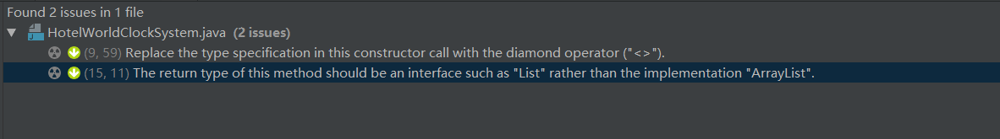 Found 2 issues in 1 file
HotelWorldClockSystem.java (2 issues)
(9, 59) Replace the type specification in this constructor call with the diamond operator ("<>").
(15, 11) The return type of this method should be an interface such as "List" rather than the implementation "ArrayList".